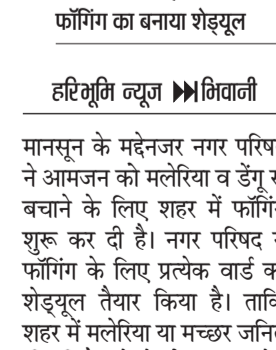 फॉगिंग का बनाया शेड्यूल
हरिभूमि न्यूज ▶▶| भिवानी
मानसून के मद्देनजर नगर
ने आमजन को मलेरिया व डेंगू
बचाने के लिए शहर में
शुरू कर दी है। नगर परिषद
फॉगिंग के लिए प्रत्येक वार्ड
शेड्यूल तैयार किया है।
शहर में मलेरिया या मच्छर